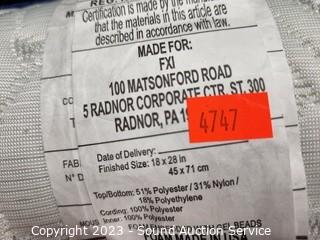 Certification is made by the manu
that the materials in this article are
described in accordance with law.
MADE FOR:
FXI
100 MATSONFORD ROAD
5 RADNOR CORPORATE CTR. ST. 300
RADNOR, PA 19
4747
Date of Delivery:
Finished Size: 18 x 28 in
45 x 71 cm
Top/Bottom: 51% Polyester / 31% Nylon /
18% Polyethylene
Cording: 100% Polyester
Inner: 100% Polyester
FAB
N° D
BEADS
© 2023 - Sound Auction Service